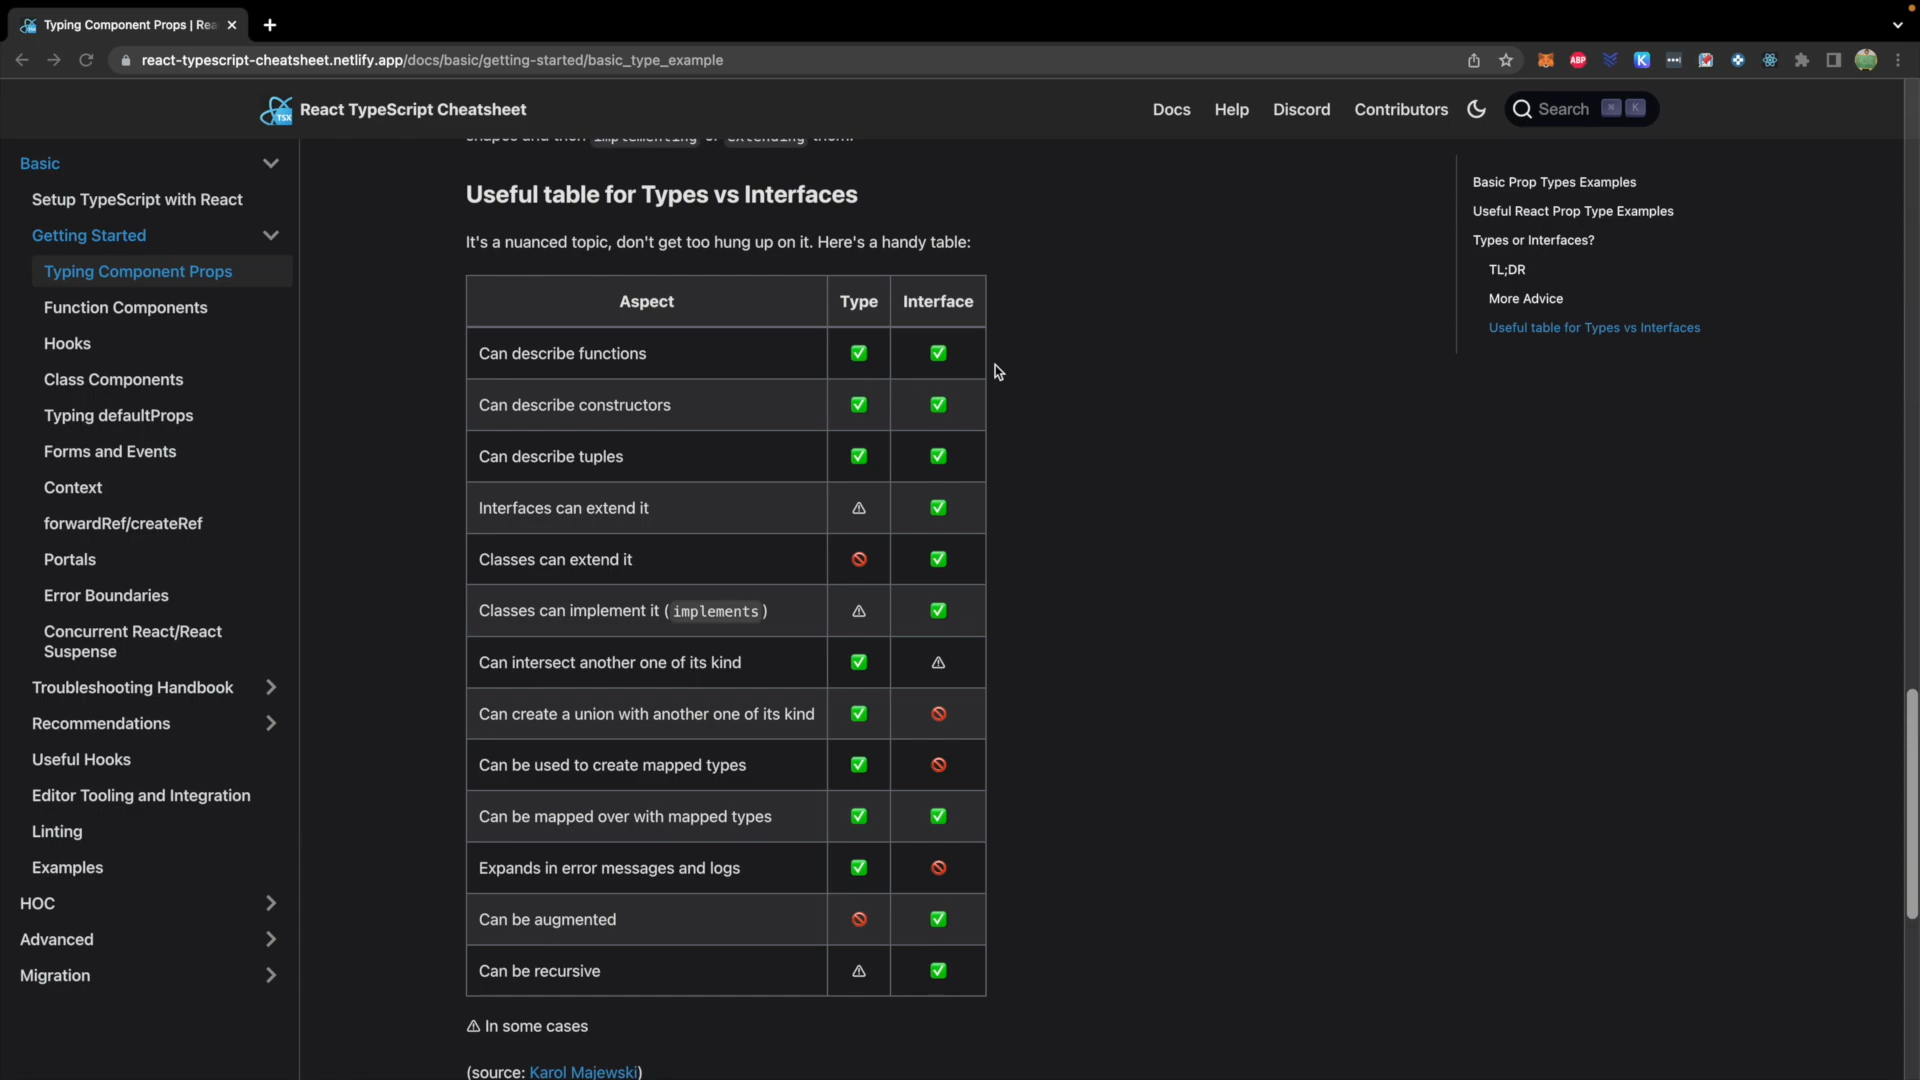 Typing Component Props | Rea
react-typescript-cheatsheet.netlify.app/docs/basic/getting-started/basic_type_example
ABP
K
TSX
React TypeScript Cheatsheet
Docs
Help
Discord
Contributors
Search
⌘ K
Basic
Setup TypeScript with React
Getting Started
Typing Component Props
Function Components
Hooks
Class Components
Typing defaultProps
Forms and Events
Context
forwardRef/createRef
Portals
Error Boundaries
Concurrent React/React
Suspense
Troubleshooting Handbook
Recommendations
Useful Hooks
Editor Tooling and Integration
Linting
Examples
HOC
Advanced
Migration
shapes and then implementing or extending them.
Useful table for Types vs Interfaces
It's a nuanced topic, don't get too hung up on it. Here's a handy table:
Aspect Type Interface
Can describe functions ✅ ✅
Can describe constructors ✅ ✅
Can describe tuples ✅ ✅
Interfaces can extend it ⚠ ✅
Classes can extend it 🚫 ✅
Classes can implement it (implements) ⚠ ✅
Can intersect another one of its kind ✅ ⚠
Can create a union with another one of its kind ✅ 🚫
Can be used to create mapped types ✅ 🚫
Can be mapped over with mapped types ✅ ✅
Expands in error messages and logs ✅ 🚫
Can be augmented 🚫 ✅
Can be recursive ⚠ ✅
⚠ In some cases
(source: Karol Majewski)
Basic Prop Types Examples
Useful React Prop Type Examples
Types or Interfaces?
TL;DR
More Advice
Useful table for Types vs Interfaces